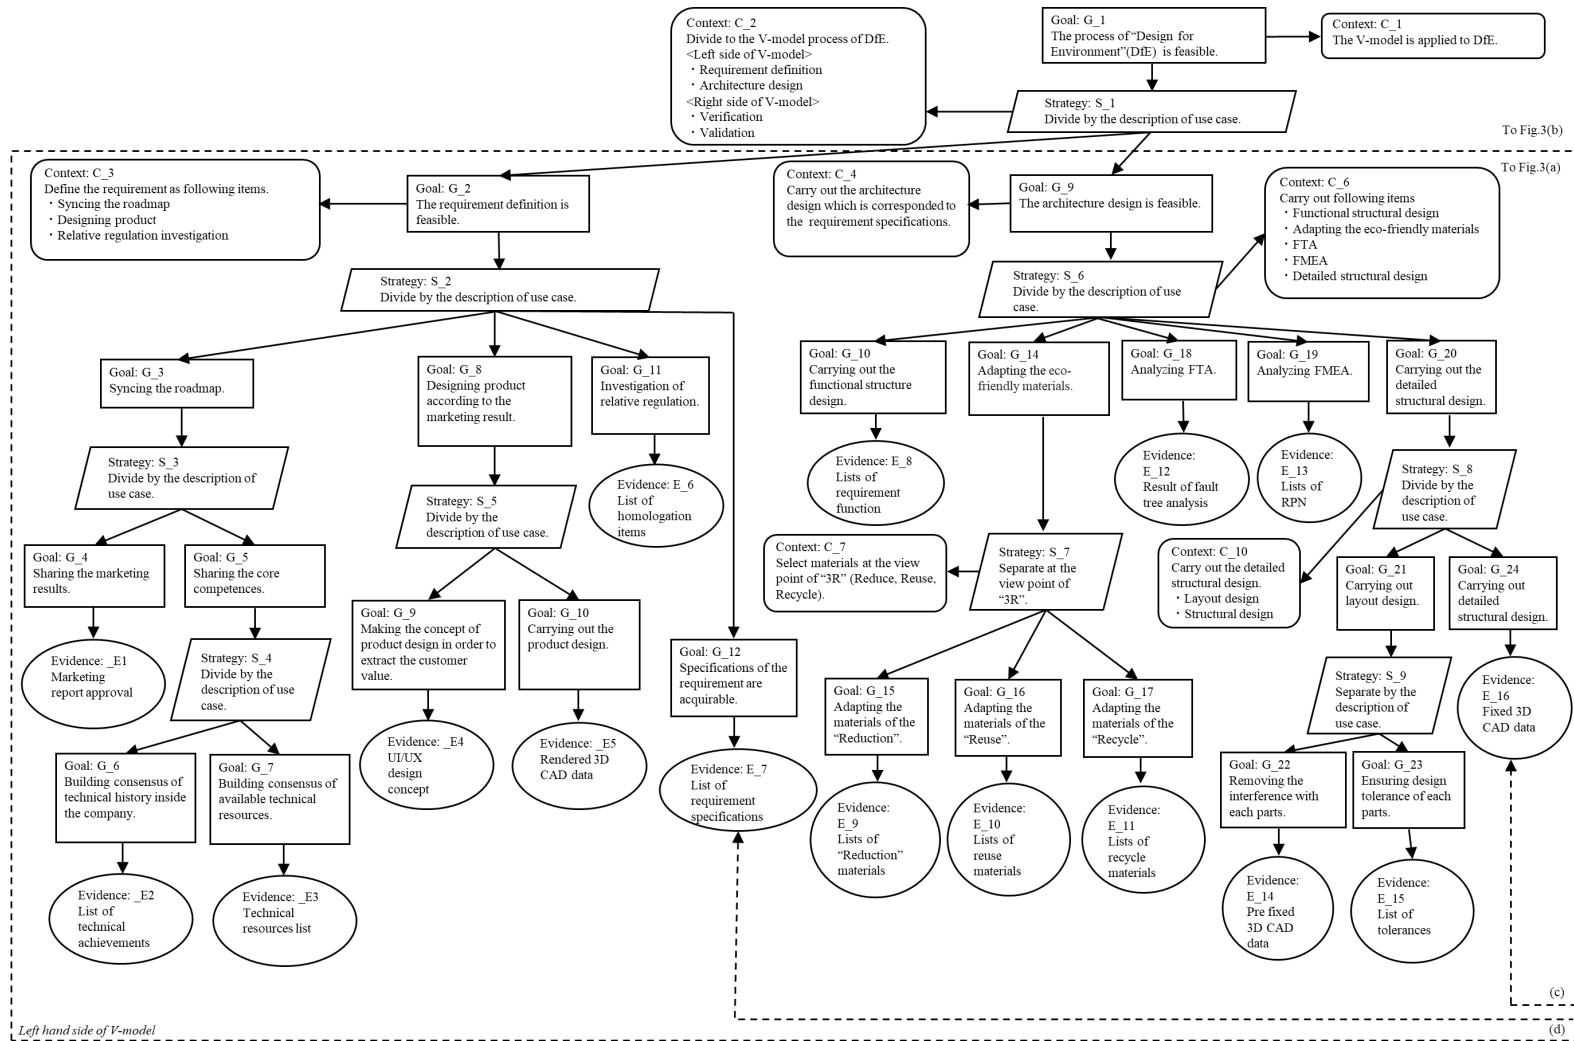 Context: C_2
Divide to the V-model process of DfE.
<Left side of V-model>
・Requirement definition
・Architecture design
<Right side of V-model>
・Verification
・Validation
Goal: G_1
The process of “Design for
Environment”(DfE) is feasible.
Context: C_1
The V-model is applied to DfE.
Strategy: S_1
Divide by the description of use case.
To Fig.3(b)
To Fig.3(a)
Context: C_3
Define the requirement as following items.
・Syncing the roadmap
・Designing product
・Relative regulation investigation
Goal: G_2
The requirement definition is
feasible.
Context: C_4
Carry out the architecture
design which is corresponded to
the requirement specifications.
Goal: G_9
The architecture design is feasible.
Context: C_6
Carry out following items
・Functional structural design
・Adapting the eco-friendly materials
・FTA
・FMEA
・Detailed structural design
Strategy: S_2
Divide by the description of use case.
Strategy: S_6
Divide by the description of use
case.
Goal: G_3
Syncing the roadmap.
Goal: G_8
Designing product
according to the
marketing result.
Goal: G_11
Investigation of
relative regulation.
Goal: G_10
Carrying out the
functional structure
design.
Goal: G_14
Adapting the eco-
friendly materials.
Goal: G_18
Analyzing FTA.
Goal: G_19
Analyzing FMEA.
Goal: G_20
Carrying out the
detailed
structural design.
Strategy: S_3
Divide by the description of
use case.
Strategy: S_5
Divide by the
description of use case.
Evidence: E_6
List of
homologation
items
Evidence: E_8
Lists of
requirement
function
Evidence:
E_12
Result of fault
tree analysis
Evidence:
E_13
Lists of
RPN
Strategy: S_8
Divide by the
description of
use case.
Goal: G_4
Sharing the marketing
results.
Goal: G_5
Sharing the core
competences.
Context: C_7
Select materials at the view
point of “3R” (Reduce, Reuse,
Recycle).
Strategy: S_7
Separate at the
view point of
“3R”.
Context: C_10
Carry out the detailed
structural design.
・Layout design
・Structural design
Goal: G_21
Carrying out
layout design.
Goal: G_24
Carrying out
detailed
structural design.
Evidence: _E1
Marketing
report approval
Strategy: S_4
Divide by the
description of use
case.
Goal: G_9
Making the concept of
product design in order to
extract the customer
value.
Goal: G_10
Carrying out the
product design.
Goal: G_12
Specifications of the
requirement are
acquirable.
Goal: G_15
Adapting the
materials of the
“Reduction”.
Goal: G_16
Adapting the
materials of the
“Reuse”.
Goal: G_17
Adapting the
materials of the
“Recycle”.
Strategy: S_9
Separate by the
description of
use case.
Evidence:
E_16
Fixed 3D
CAD data
Goal: G_6
Building consensus of
technical history inside
the company.
Goal: G_7
Building consensus of
available technical
resources.
Evidence: _E4
UI/UX
design
concept
Evidence: _E5
Rendered 3D
CAD data
Evidence: E_7
List of
requirement
specifications
Evidence:
E_9
Lists of
“Reduction”
materials
Evidence:
E_10
Lists of
reuse
materials
Evidence:
E_11
Lists of
recycle
materials
Goal: G_22
Removing the
interference with
each parts.
Goal: G_23
Ensuring design
tolerance of each
parts.
Evidence: _E2
List of
technical
achievements
Evidence: _E3
Technical
resources list
Evidence:
E_14
Pre fixed
3D CAD
data
Evidence:
E_15
List of
tolerances
(c)
Left hand side of V-model
(d)